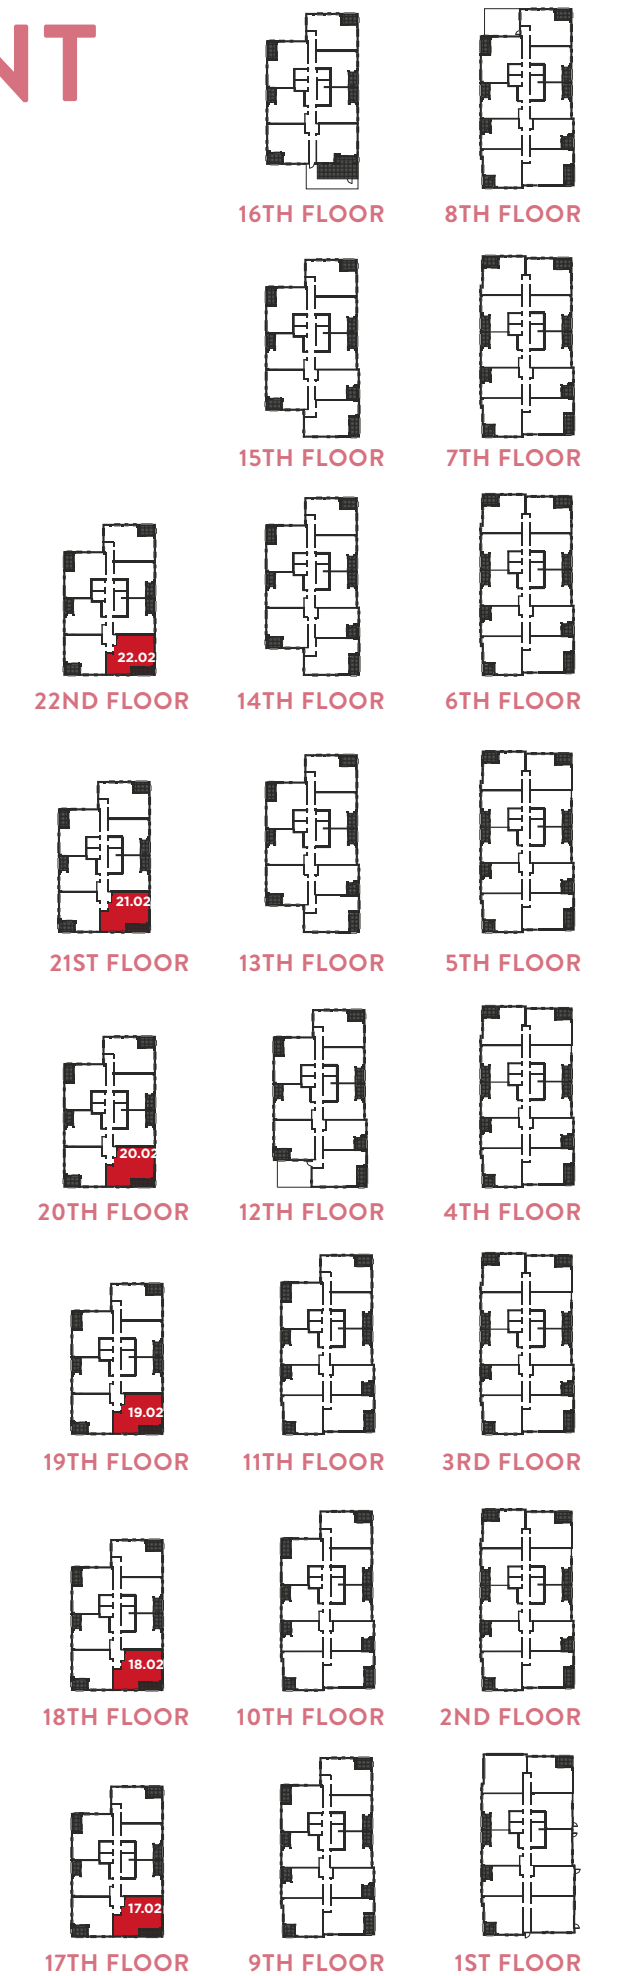 NT
16TH FLOOR
8TH FLOOR
15TH FLOOR
7TH FLOOR
22.02
22ND FLOOR
14TH FLOOR
6TH FLOOR
21.02
21ST FLOOR
13TH FLOOR
5TH FLOOR
20.02
20TH FLOOR
12TH FLOOR
4TH FLOOR
19.02
19TH FLOOR
11TH FLOOR
3RD FLOOR
18.02
18TH FLOOR
10TH FLOOR
2ND FLOOR
17.02
17TH FLOOR
9TH FLOOR
1ST FLOOR